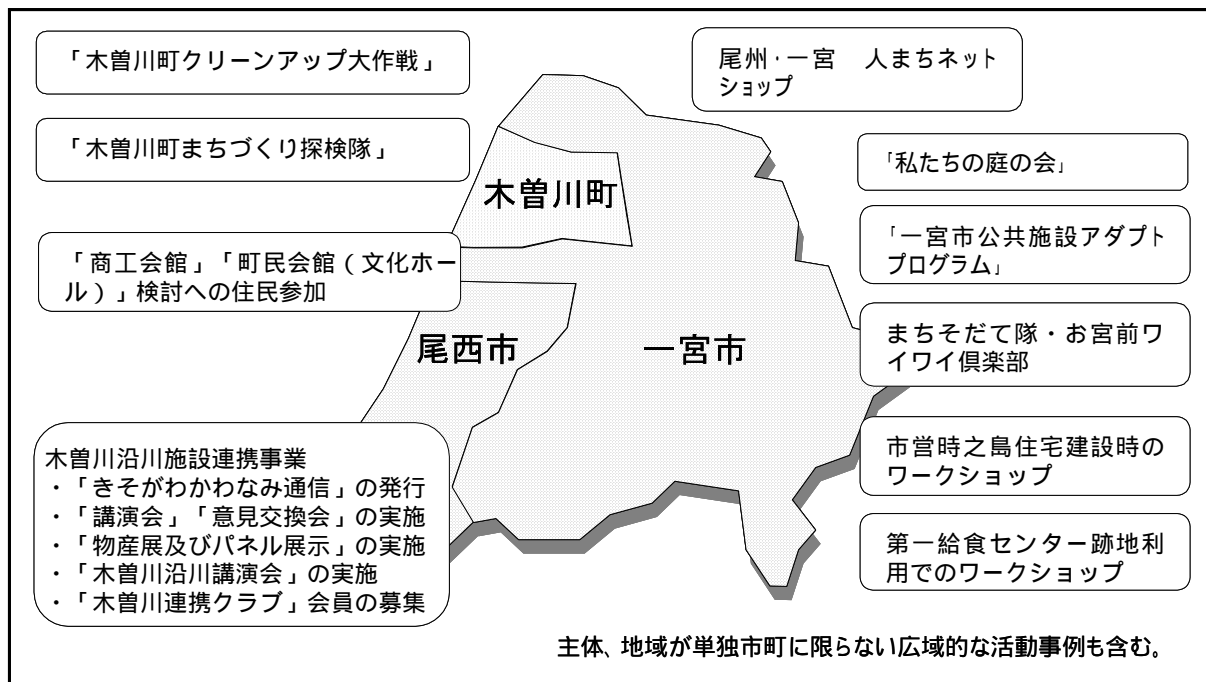 「木曽川町クリーンアップ大作戦」
「木曽川町まちづくり探検隊」
「商工会館」「町民会館(文化ホー
ル)」検討への住民参加
木曽川沿川施設連携事業
・「きそがわかわなみ通信」の発行
・「講演会」「意見交換会」の実施
・「物産展及びパネル展示」の実施
・「木曽川沿川講演会」の実施
・「木曽川連携クラブ」会員の募集
木曽川町
尾西市
一宮市
尾州・一宮　人まちネット
ショップ
「私たちの庭の会」
「一宮市公共施設アダプト
プログラム」
まちそだて隊・お宮前ワ
イワイ倶楽部
市営時之島住宅建設時の
ワークショップ
第一給食センター跡地利
用でのワークショップ
主体、地域が単独市町に限らない広域的な活動事例も含む。